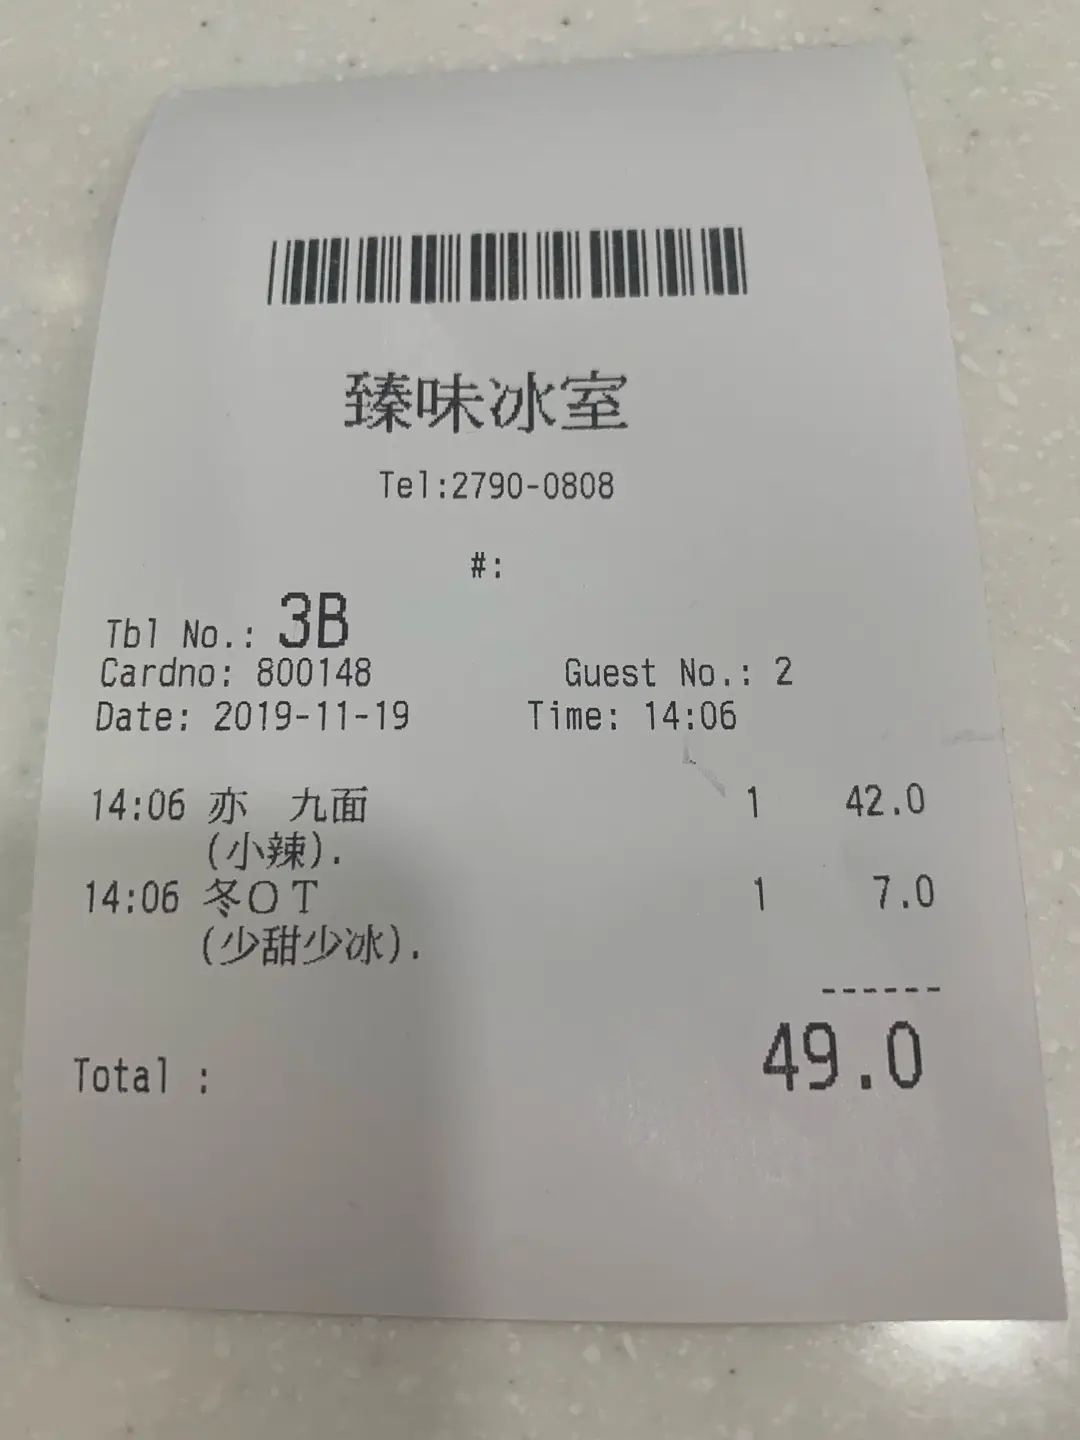 臻味冰室
Tel:2790-0808
#:
Tbl No.: 3B
Cardno: 800148 Guest No.: 2
Date: 2019-11-19 Time: 14:06
14:06 亦 九面 1 42.0
(小辣).
14:06 冬OT 1 7.0
(少甜少冰).
------
Total : 49.0